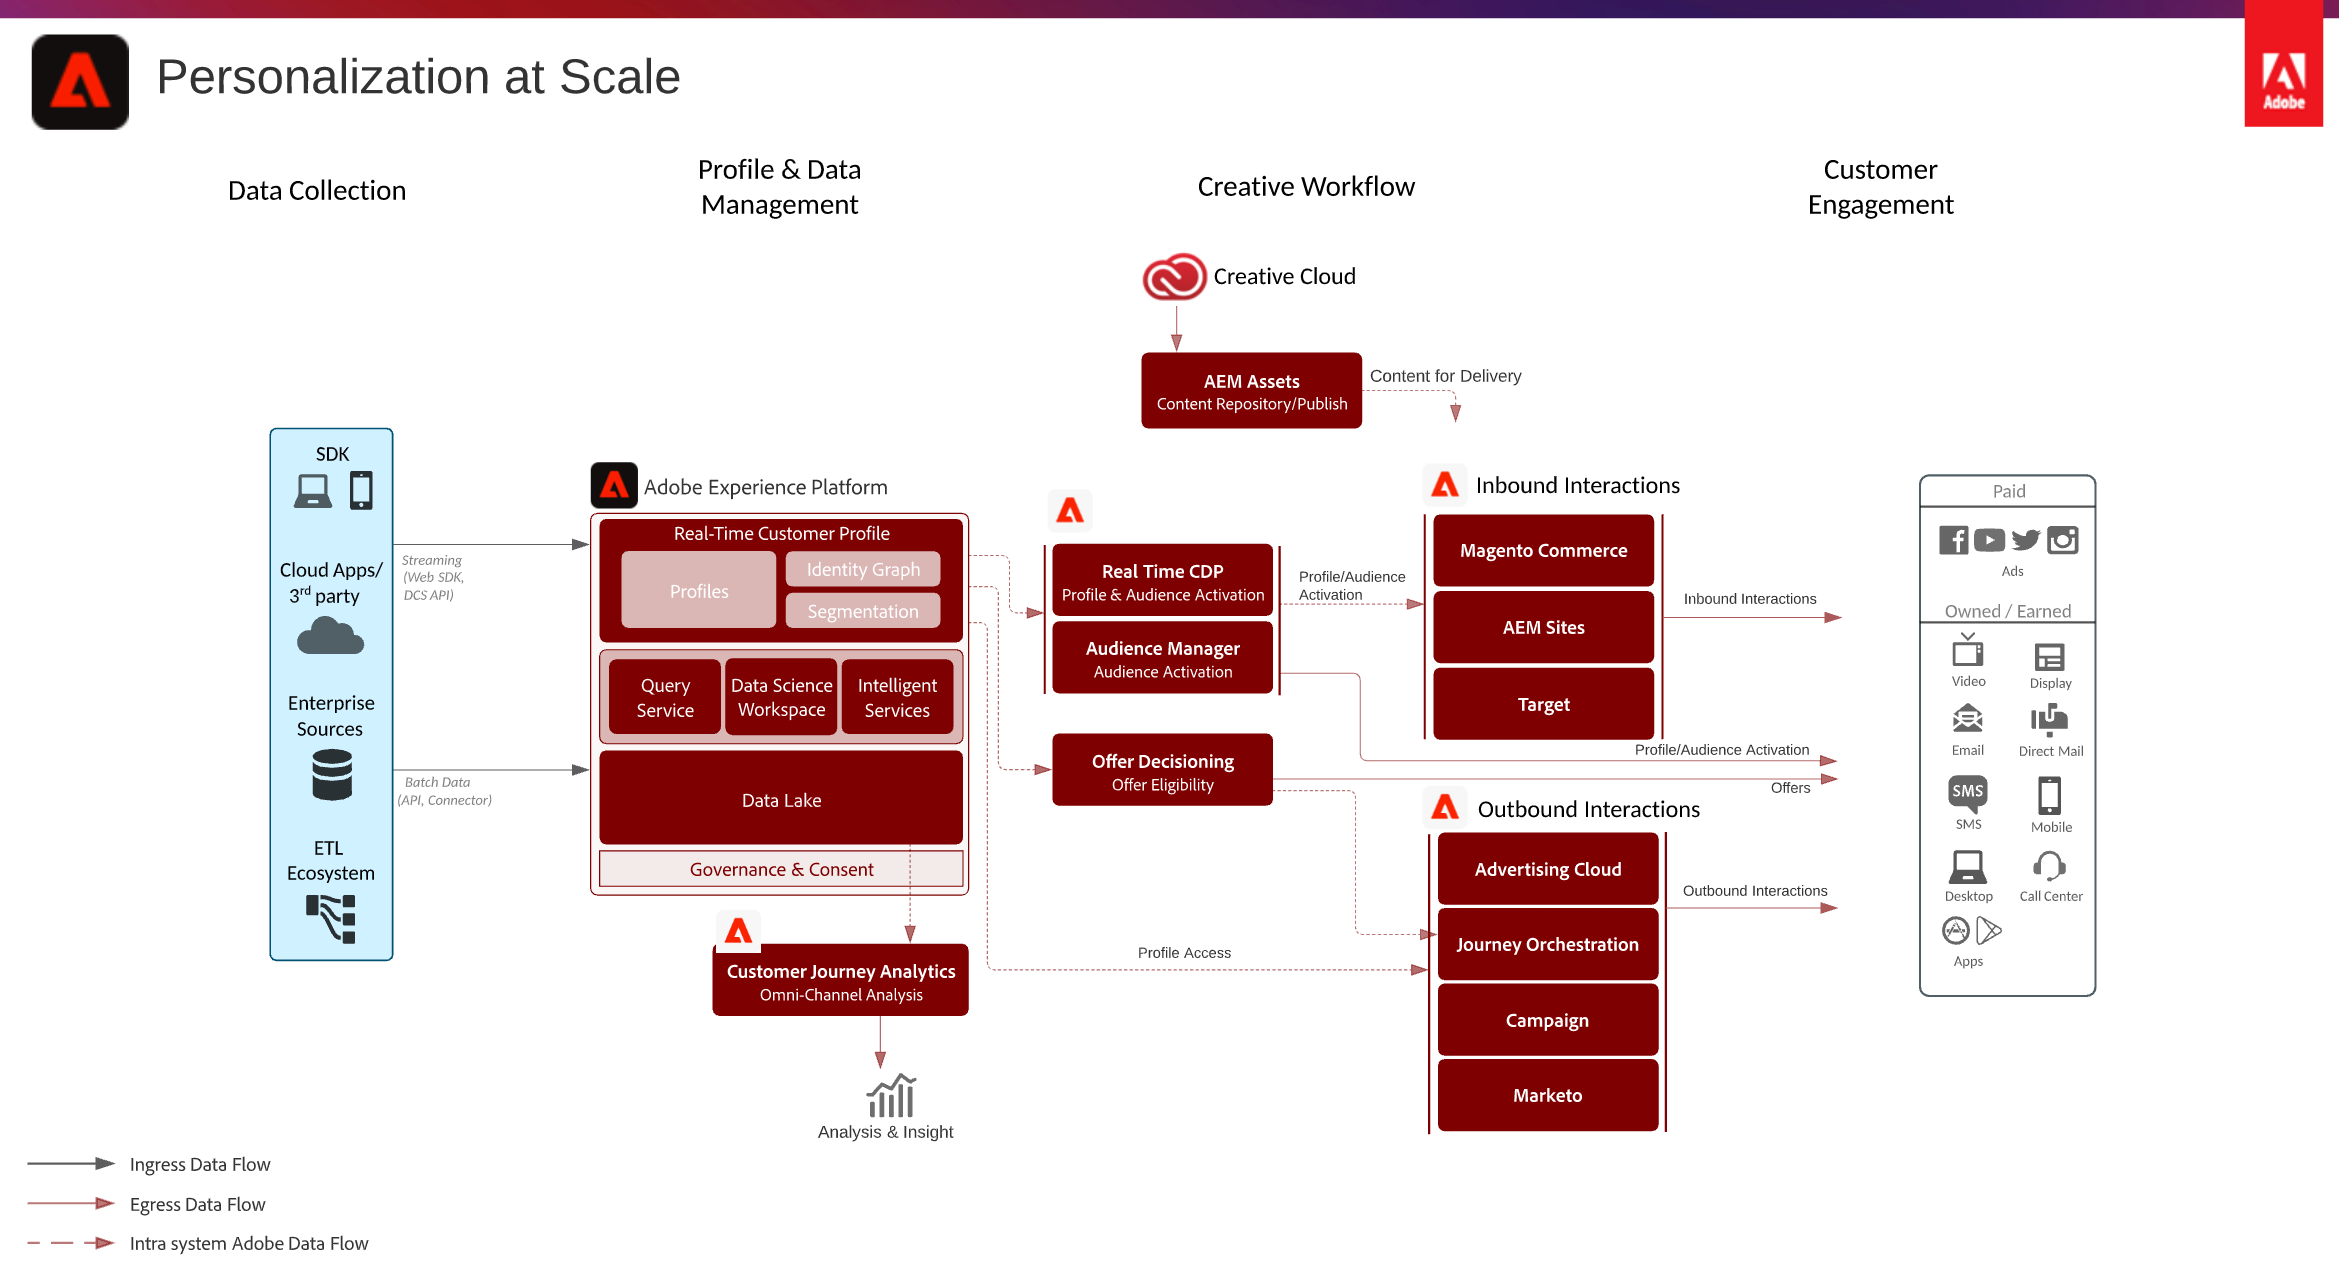 Personalization at Scale
Adobe
Data Collection
Profile & Data
Management
Creative Workflow
Customer
Engagement
Creative Cloud
AEM Assets
Content Repository/Publish
Content for Delivery
SDK
Cloud Apps/
3rd party
Enterprise
Sources
ETL
Ecosystem
Streaming
(Web SDK,
DCS API)
Batch Data
(API, Connector)
Adobe Experience Platform
Real-Time Customer Profile
Profiles
Identity Graph
Segmentation
Query
Service
Data Science
Workspace
Intelligent
Services
Data Lake
Governance & Consent
Customer Journey Analytics
Omni-Channel Analysis
Analysis & Insight
Real Time CDP
Profile & Audience Activation
Audience Manager
Audience Activation
Offer Decisioning
Offer Eligibility
Profile/Audience
Activation
Profile Access
Inbound Interactions
Magento Commerce
AEM Sites
Target
Inbound Interactions
Profile/Audience Activation
Offers
Outbound Interactions
Advertising Cloud
Journey Orchestration
Campaign
Marketo
Outbound Interactions
Paid
Ads
Owned / Earned
Video
Display
Email
Direct Mail
SMS
SMS
Mobile
Desktop
Call Center
Apps
Ingress Data Flow
Egress Data Flow
Intra system Adobe Data Flow